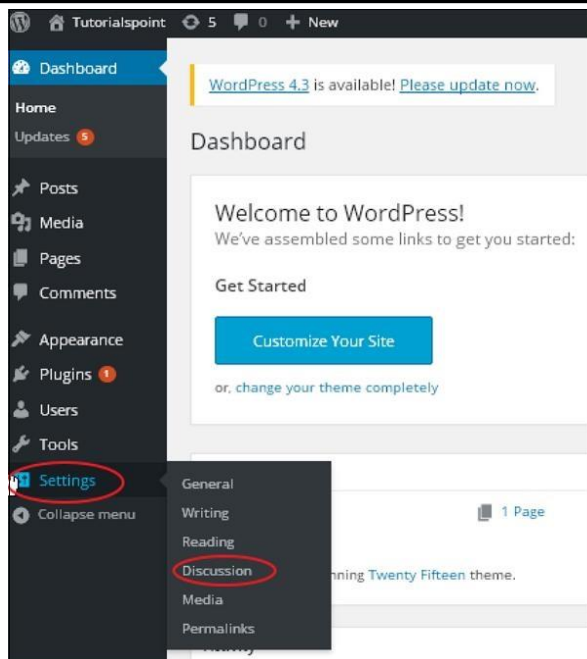 Tutorialspoint 5 0 + New
Dashboard
Home
Updates 5
Posts
Media
Pages
Comments
Appearance
Plugins 1
Users
Tools
Settings
Collapse menu
General
Writing
Reading
Discussion
Media
Permalinks
WordPress 4.3 is available! Please update now.
Dashboard
Welcome to WordPress!
We've assembled some links to get you started:
Get Started
Customize Your Site
or, change your theme completely
1 Page
Twenty Fifteen theme.